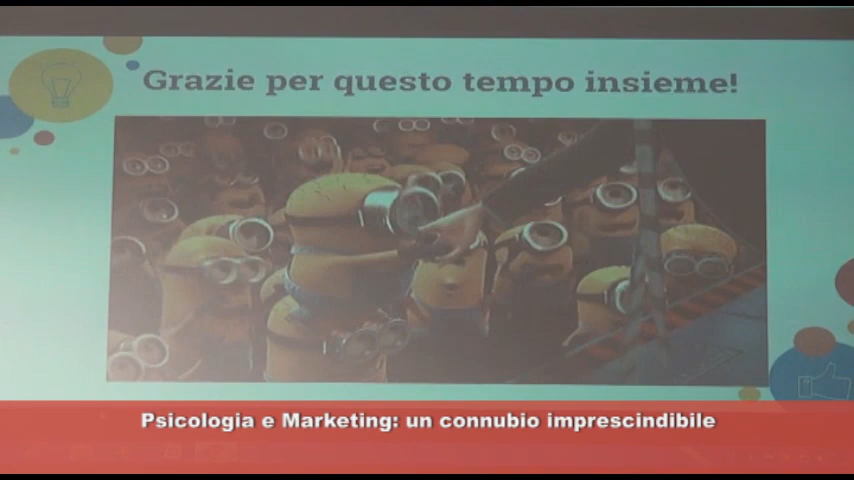 Grazie per questo tempo insieme!
Psicologia e Marketing: un connubio imprescindibile